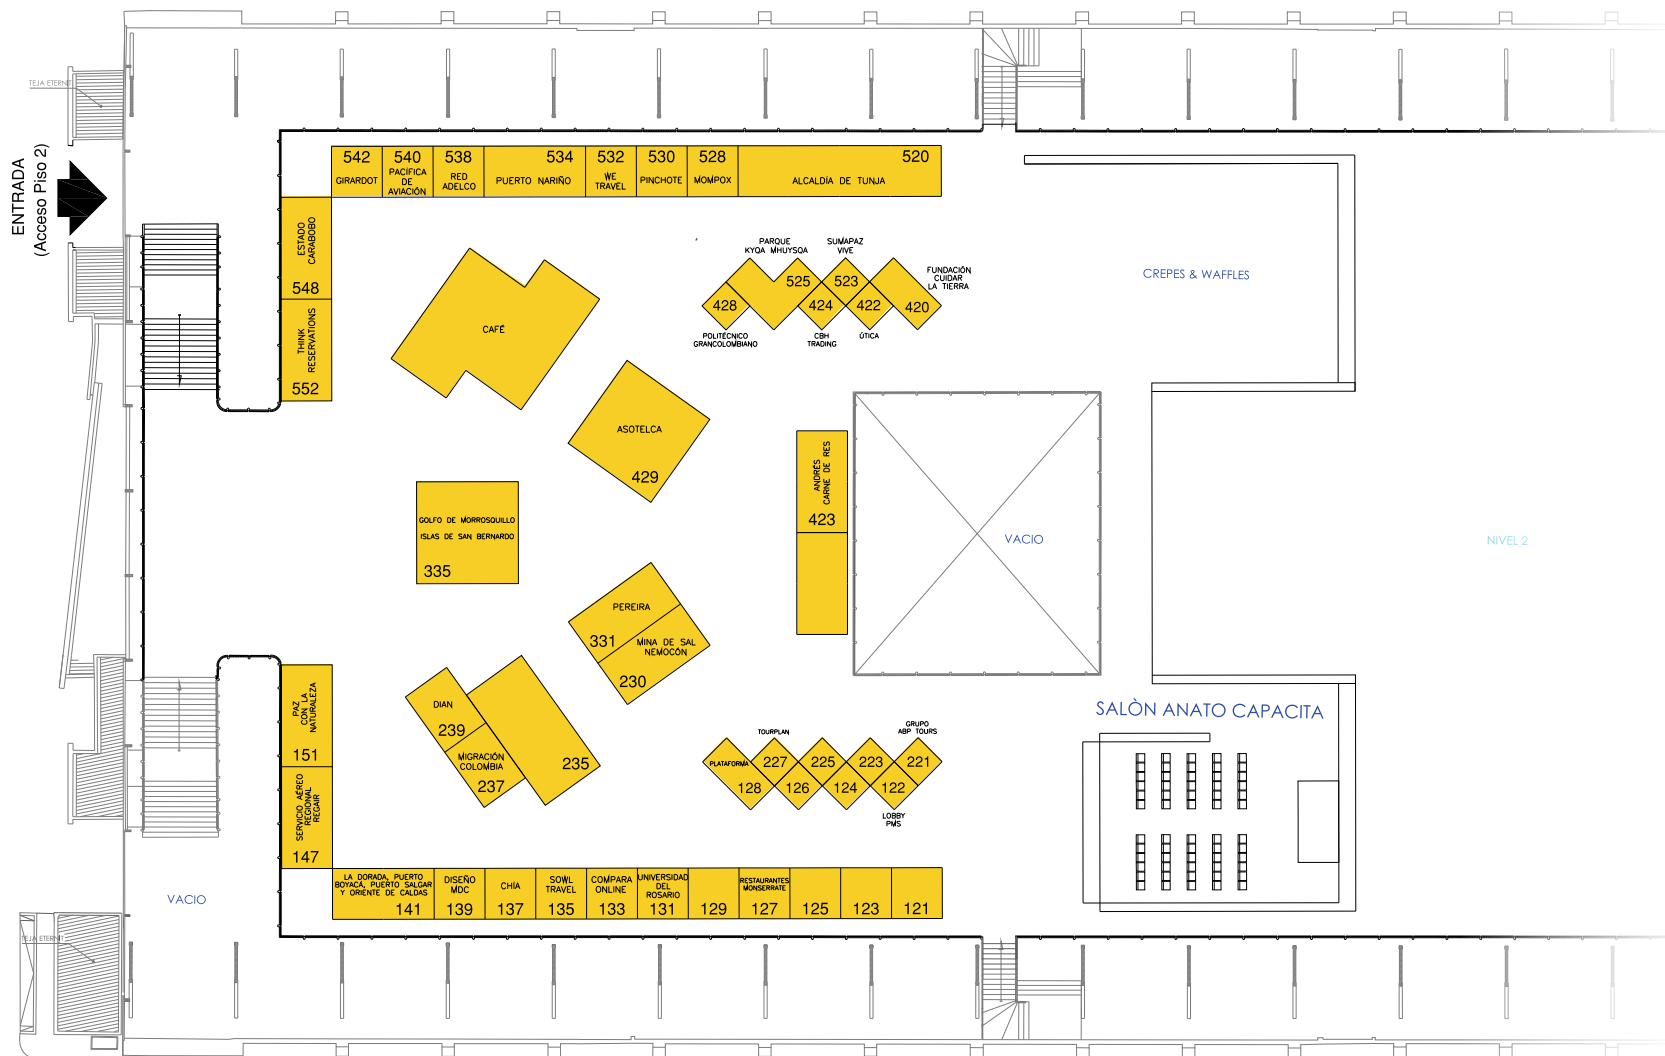 TEJA ETERNIT
ENTRADA
(Acceso Piso 2)
542
GIRARDOT
540
PACÍFICA
DE
AVIACIÓN
538
RED
ADELCO
534
PUERTO NARIÑO
532
WE
TRAVEL
530
PINCHOTE
528
MOMPOX
520
ALCALDÍA DE TUNJA
ESTADO
CARABOBO
548
THINK
RESERVATIONS
552
CAFÉ
PARQUE
KYQA MHUYSQA
SUMAPAZ
VIVE
FUNDACIÓN
CUIDAR
LA TIERRA
525
523
428
424
422
420
POLITÉCNICO
GRANCOLOMBIANO
CBH
TRADING
ÚTICA
CREPES & WAFFLES
ASOTELCA
429
ANDRÉS
CARNE DE RES
423
VACIO
NIVEL 2
GOLFO DE MORROSQUILLO
ISLAS DE SAN BERNARDO
335
PEREIRA
331
MINA DE SAL
NEMOCÓN
230
DIAN
239
MIGRACIÓN
COLOMBIA
237
235
PAZ
CON LA
NATURALEZA
151
SERVICIO AÉREO
REGIONAL
REGAIR
147
TOURPLAN
GRUPO
ABP TOURS
PLATAFORMA
227
225
223
221
128
126
124
122
LOBBY
PMS
SALÒN ANATO CAPACITA
LA DORADA, PUERTO
BOYACÁ, PUERTO SALGAR
Y ORIENTE DE CALDAS
141
DISEÑO
MDC
139
CHÍA
137
SOWL
TRAVEL
135
COMPARA
ONLINE
133
UNIVERSIDAD
DEL
ROSARIO
131
129
RESTAURANTES
MONSERRATE
127
125
123
121
VACIO
TEJA ETERNIT